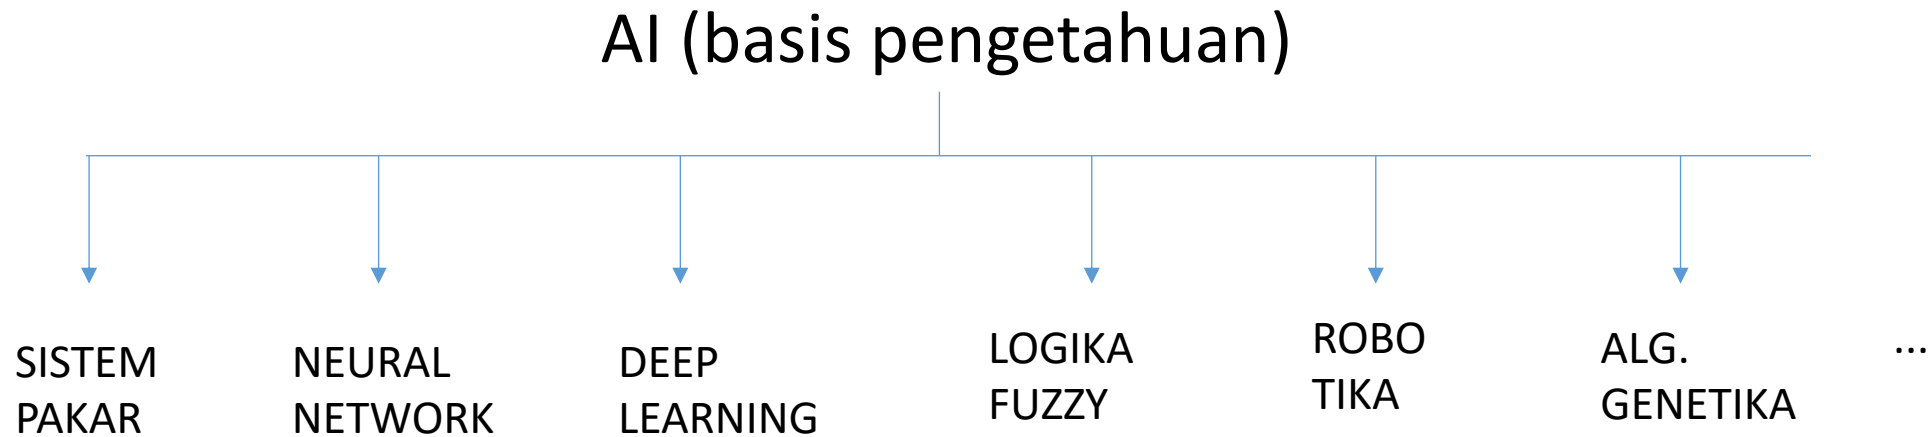 AI (basis pengetahuan)
SISTEM
PAKAR
NEURAL
NETWORK
DEEP
LEARNING
LOGIKA
FUZZY
ROBO
TIKA
ALG.
GENETIKA
...